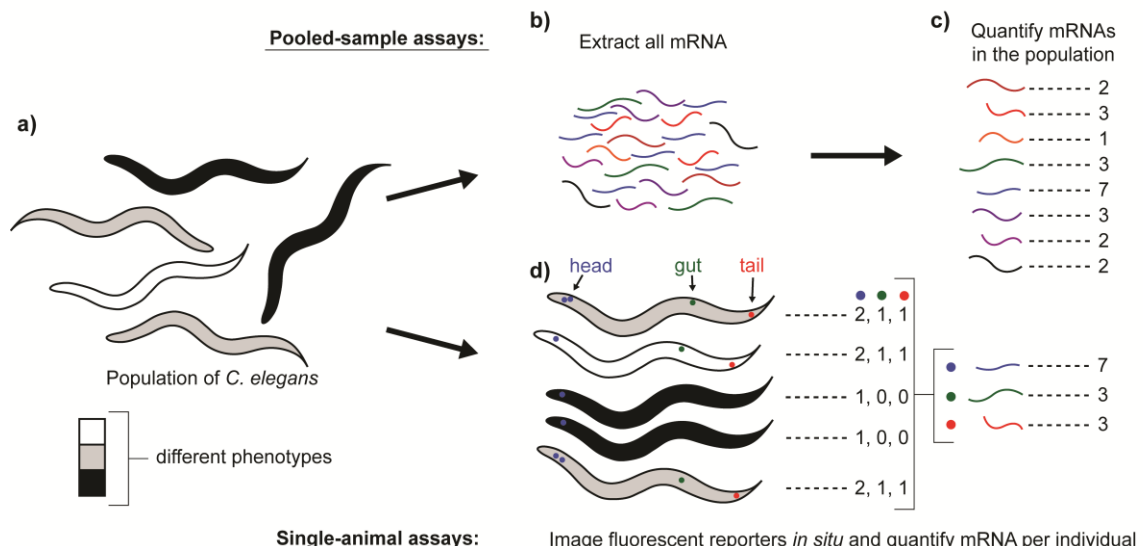 Pooled-sample assays:
a)
Population of C. elegans
different phenotypes
b)
Extract all mRNA
c)
Quantify mRNAs
in the population
2
3
1
3
7
3
2
2
d)
head
gut
tail
2, 1, 1
2, 1, 1
1, 0, 0
1, 0, 0
2, 1, 1
7
3
3
Single-animal assays:
Image fluorescent reporters in situ and quantify mRNA per individual